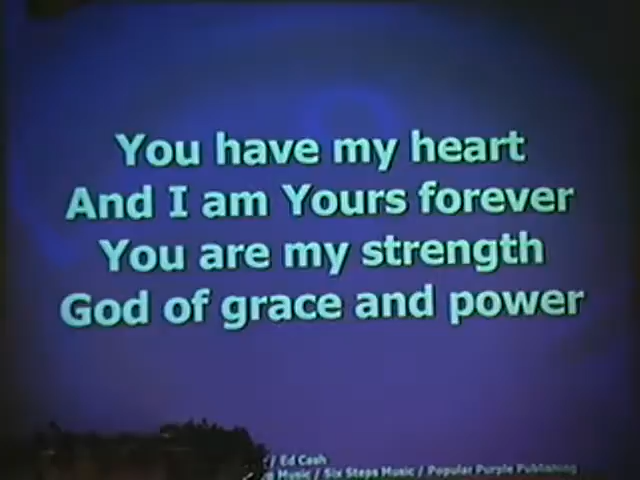 You have my heart
And I am Yours forever
You are my strength
God of grace and power
/ Ed Cash
Music / Six Steps Music / Popular Purple Publishing